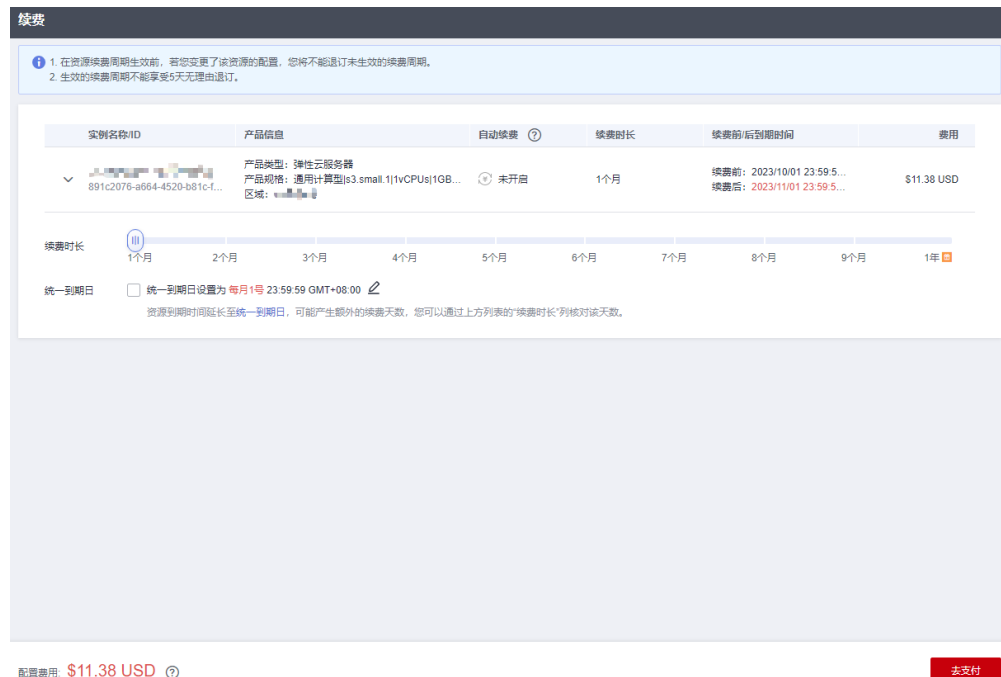 续费
1. 在资源续费周期生效前，若您变更了该资源的配置，您将不能退订未生效的续费周期。
2. 生效的续费周期不能享受5天无理由退订。
实例名称/ID 产品信息 自动续费 续费时长 续费前/后到期时间 费用
891c2076-a664-4520-b81c-f...
产品类型：弹性云服务器
产品规格：通用计算型|s3.small.1|1vCPUs|1GB...
区域：
未开启
1个月
续费前：2023/10/01 23:59:5...
续费后：2023/11/01 23:59:5...
$11.38 USD
续费时长
1个月 2个月 3个月 4个月 5个月 6个月 7个月 8个月 9个月 1年
统一到期日 统一到期日设置为 每月1号 23:59:59 GMT+08:00
资源到期时间延长至统一到期日，可能产生额外的续费天数，您可以通过上方列表的“续费时长”列核对该天数。
配置费用: $11.38 USD
去支付